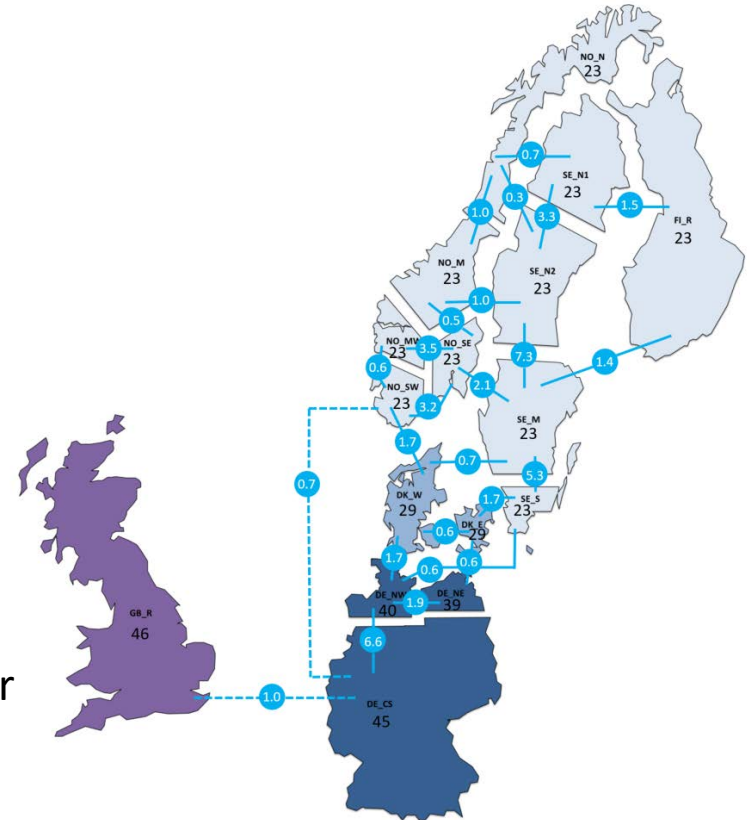 NO_N
23
0.7
SE_N1
23
0.3
3.3
1.5
1.0
FI_R
23
NO_M
23
SE_N2
23
1.0
0.5
NO_MW
23
3.5
NO_SE
23
7.3
1.4
0.6
2.1
NO_SW
23
3.2
SE_M
23
1.7
0.7
0.7
5.3
DK_W
29
1.7
SE_S
23
DK_E
29
0.6
1.7
0.6
0.6
DE_NW
40
1.9
DE_NE
39
GB_R
46
6.6
r
1.0
DE_CS
45